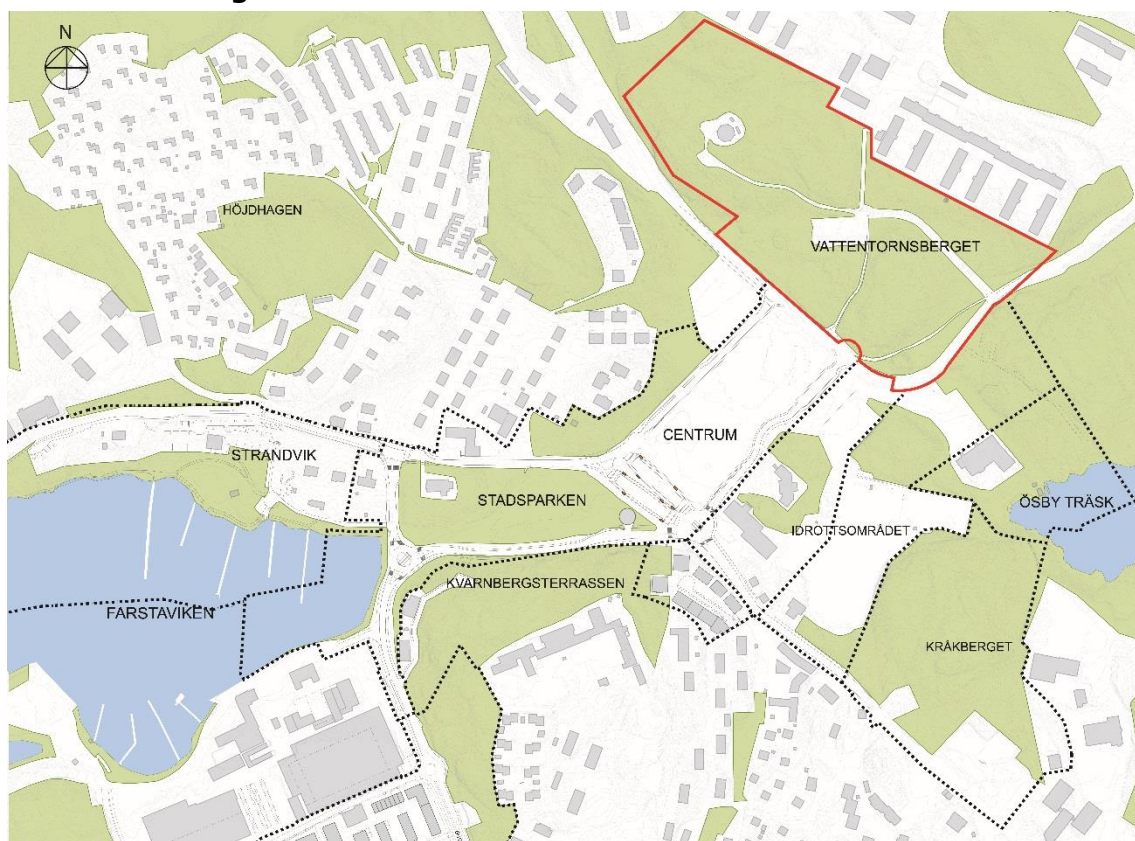 N
HÖJDHAGEN
VATTENTORNSBERGET
CENTRUM
STRANDVIK
STADSPARKEN
ÖSBY TRÄSK
IDROTTSOMRÅDET
KVARNBERGSTERRASSEN
FARSTAVIKEN
KRÅKBERGET